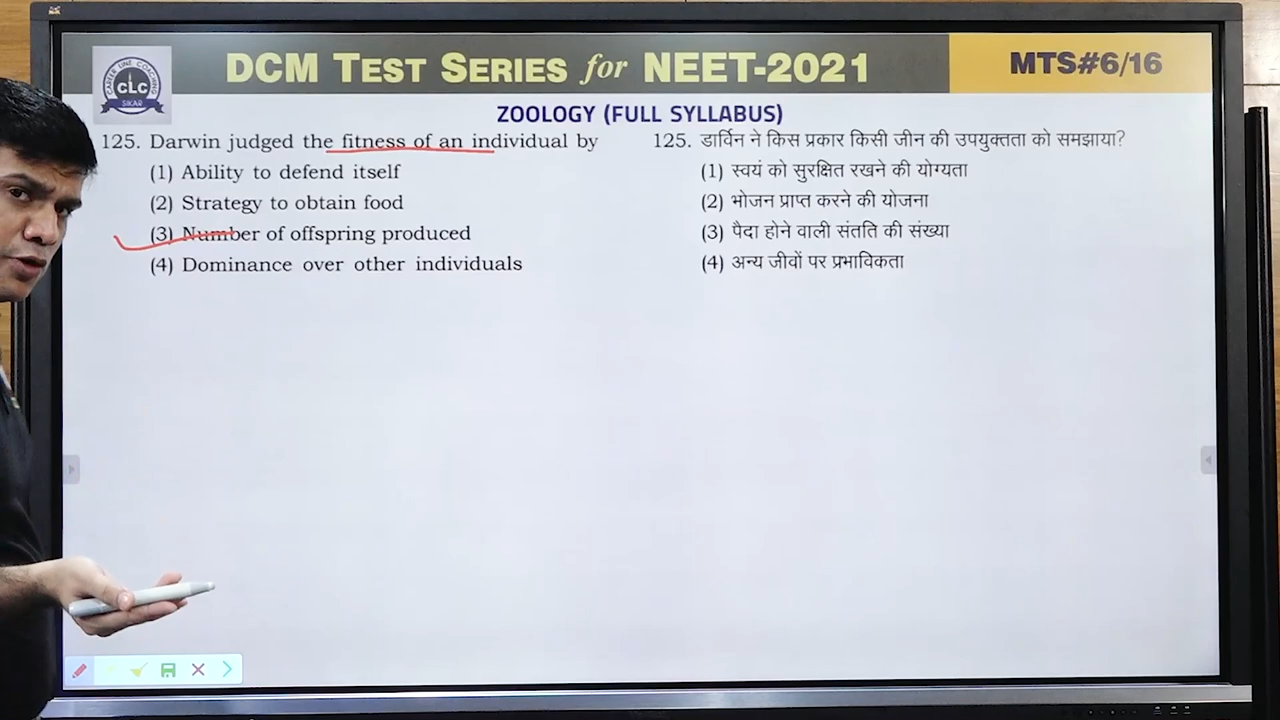 DCM TEST SERIES for NEET-2021
MTS#6/16
CAREER LINE COACHING
CLC
SIKAR
ZOOLOGY (FULL SYLLABUS)
125. Darwin judged the fitness of an individual by
(1) Ability to defend itself
(2) Strategy to obtain food
(3) Number of offspring produced
(4) Dominance over other individuals
125. डार्विन ने किस प्रकार किसी जीन की उपयुक्तता को समझाया?
(1) स्वयं को सुरक्षित रखने की योग्यता
(2) भोजन प्राप्त करने की योजना
(3) पैदा होने वाली संतति की संख्या
(4) अन्य जीवों पर प्रभाविकता